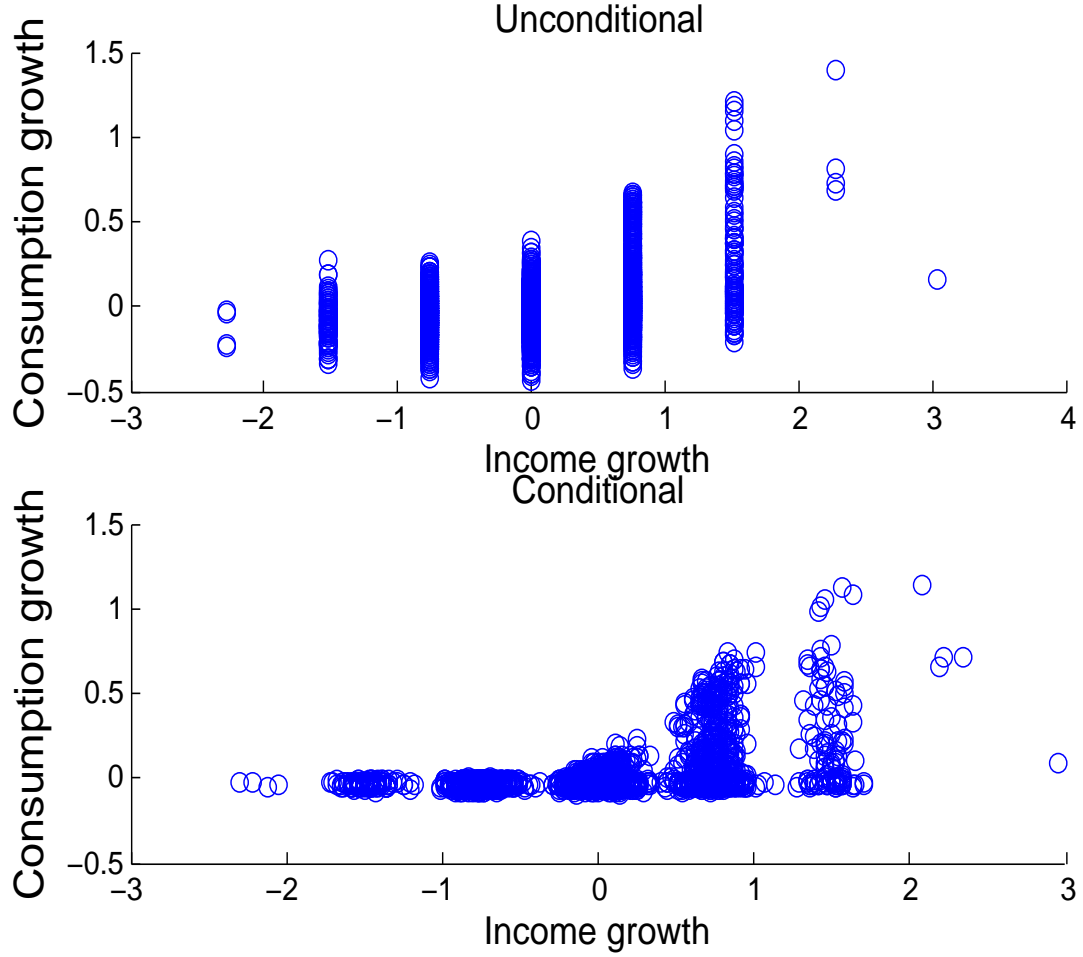 Unconditional
Consumption growth
1.5
1
0.5
0
−0.5
−3 −2 −1 0 1 2 3 4
Income growth
Conditional
Consumption growth
1.5
1
0.5
0
−0.5
−3 −2 −1 0 1 2 3
Income growth